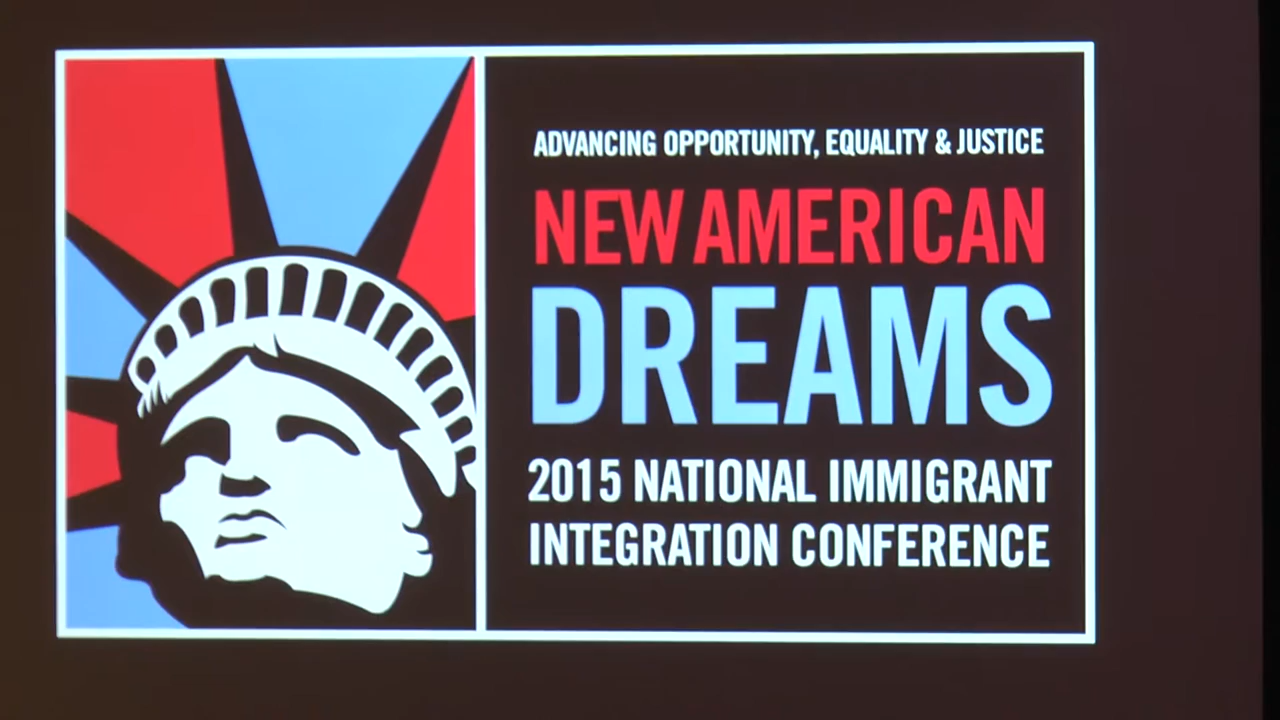 ADVANCING OPPORTUNITY, EQUALITY & JUSTICE
NEW AMERICAN
DREAMS
2015 NATIONAL IMMIGRANT
INTEGRATION CONFERENCE